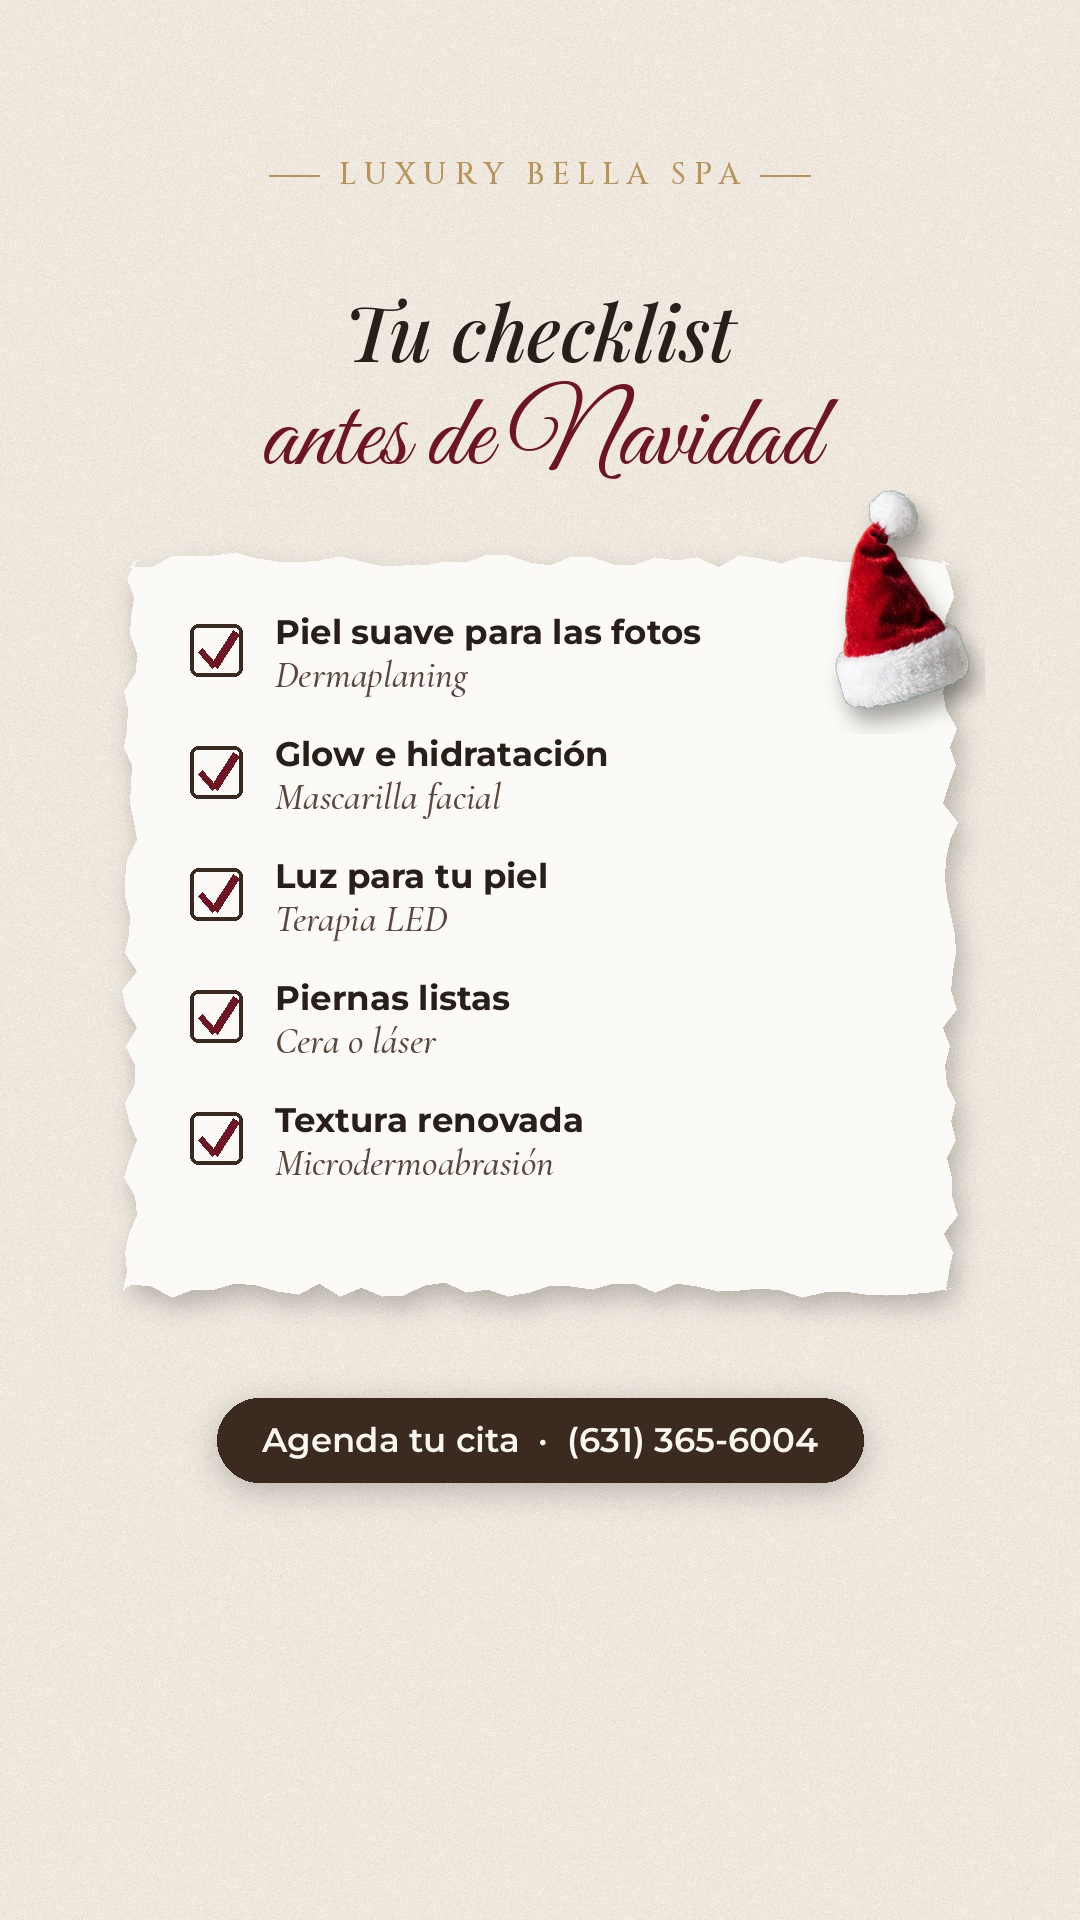 LUXURY BELLA SPA
Tu checklist
antes de Navidad
Piel suave para las fotos
Dermaplaning
Glow e hidratación
Mascarilla facial
Luz para tu piel
Terapia LED
Piernas listas
Cera o láser
Textura renovada
Microdermoabrasión
Agenda tu cita · (631) 365-6004